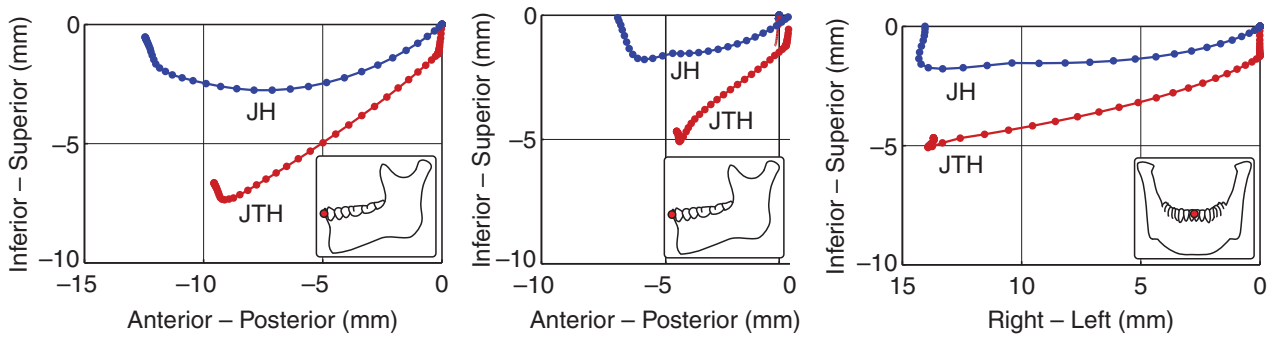 Inferior – Superior (mm)
0
–5
–10
–15
–10
–5
0
JH
JTH
Anterior – Posterior (mm)
Inferior – Superior (mm)
0
–5
–10
–10
–5
0
JH
JTH
Anterior – Posterior (mm)
Inferior – Superior (mm)
0
–5
–10
15
10
5
0
JH
JTH
Right – Left (mm)